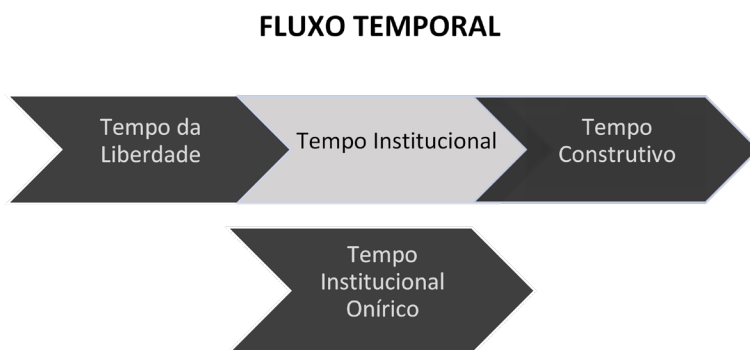 FLUXO TEMPORAL
Tempo da
Liberdade
Tempo Institucional
Tempo
Construtivo
Tempo
Institucional
Onírico